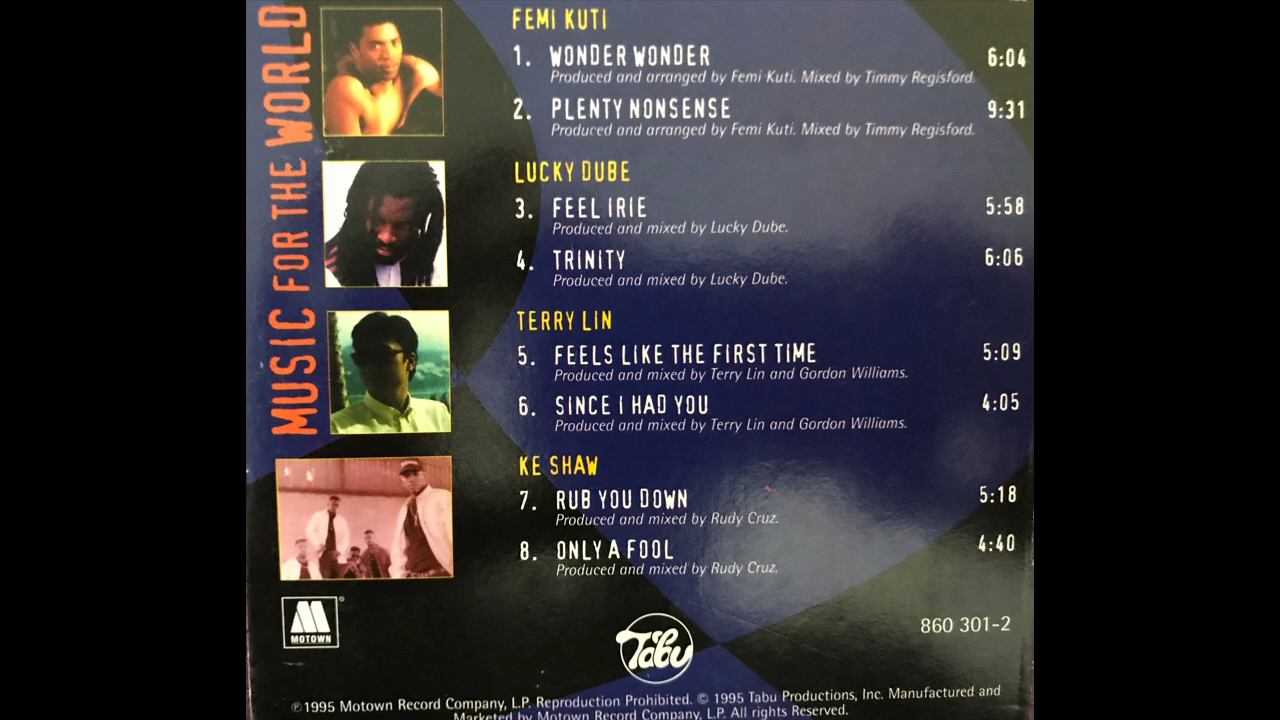 MUSIC FOR THE WORLD
FEMI KUTI
1. WONDER WONDER 6:04
Produced and arranged by Femi Kuti. Mixed by Timmy Regisford.
2. PLENTY NONSENSE 9:31
Produced and arranged by Femi Kuti. Mixed by Timmy Regisford.
LUCKY DUBE
3. FEEL IRIE 5:58
Produced and mixed by Lucky Dube.
4. TRINITY 6:06
Produced and mixed by Lucky Dube.
TERRY LIN
5. FEELS LIKE THE FIRST TIME 5:09
Produced and mixed by Terry Lin and Gordon Williams.
6. SINCE I HAD YOU 4:05
Produced and mixed by Terry Lin and Gordon Williams.
KE SHAW
7. RUB YOU DOWN 5:18
Produced and mixed by Rudy Cruz.
8. ONLY A FOOL 4:40
Produced and mixed by Rudy Cruz.
M®
MOTOWN
Tabu
860 301-2
℗1995 Motown Record Company, L.P. Reproduction Prohibited. © 1995 Tabu Productions, Inc. Manufactured and
Marketed by Motown Record Company, L.P. All rights Reserved.